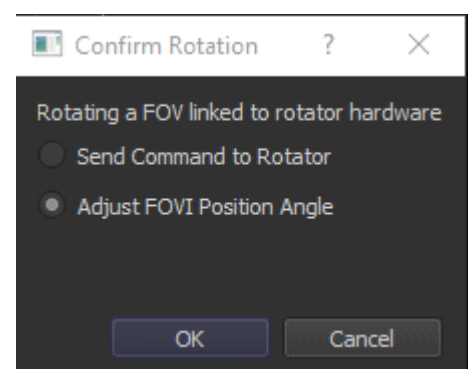 Confirm Rotation ?
Rotating a FOV linked to rotator hardware
Send Command to Rotator
Adjust FOVI Position Angle
OK Cancel